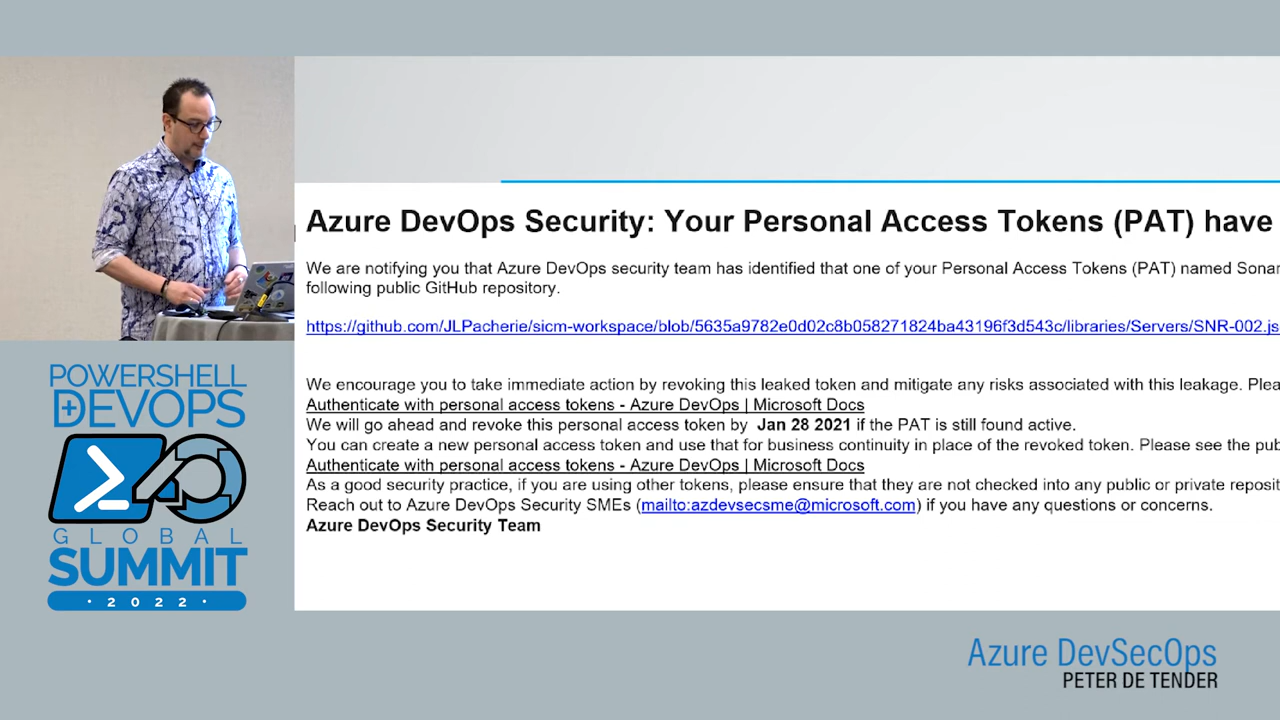 Azure DevOps Security: Your Personal Access Tokens (PAT) have
We are notifying you that Azure DevOps security team has identified that one of your Personal Access Tokens (PAT) named Sonar
following public GitHub repository.
https://github.com/JLPacherie/sicm-workspace/blob/5635a9782e0d02c8b058271824ba43196f3d543c/libraries/Servers/SNR-002.js
We encourage you to take immediate action by revoking this leaked token and mitigate any risks associated with this leakage. Plea
Authenticate with personal access tokens - Azure DevOps | Microsoft Docs
We will go ahead and revoke this personal access token by Jan 28 2021 if the PAT is still found active.
You can create a new personal access token and use that for business continuity in place of the revoked token. Please see the pub
Authenticate with personal access tokens - Azure DevOps | Microsoft Docs
As a good security practice, if you are using other tokens, please ensure that they are not checked into any public or private reposit
Reach out to Azure DevOps Security SMEs (mailto:azdevsecsme@microsoft.com) if you have any questions or concerns.
Azure DevOps Security Team
POWERSHELL
+DEVOPS
GLOBAL
SUMMIT
· 2022 ·
Azure DevSecOps
PETER DE TENDER